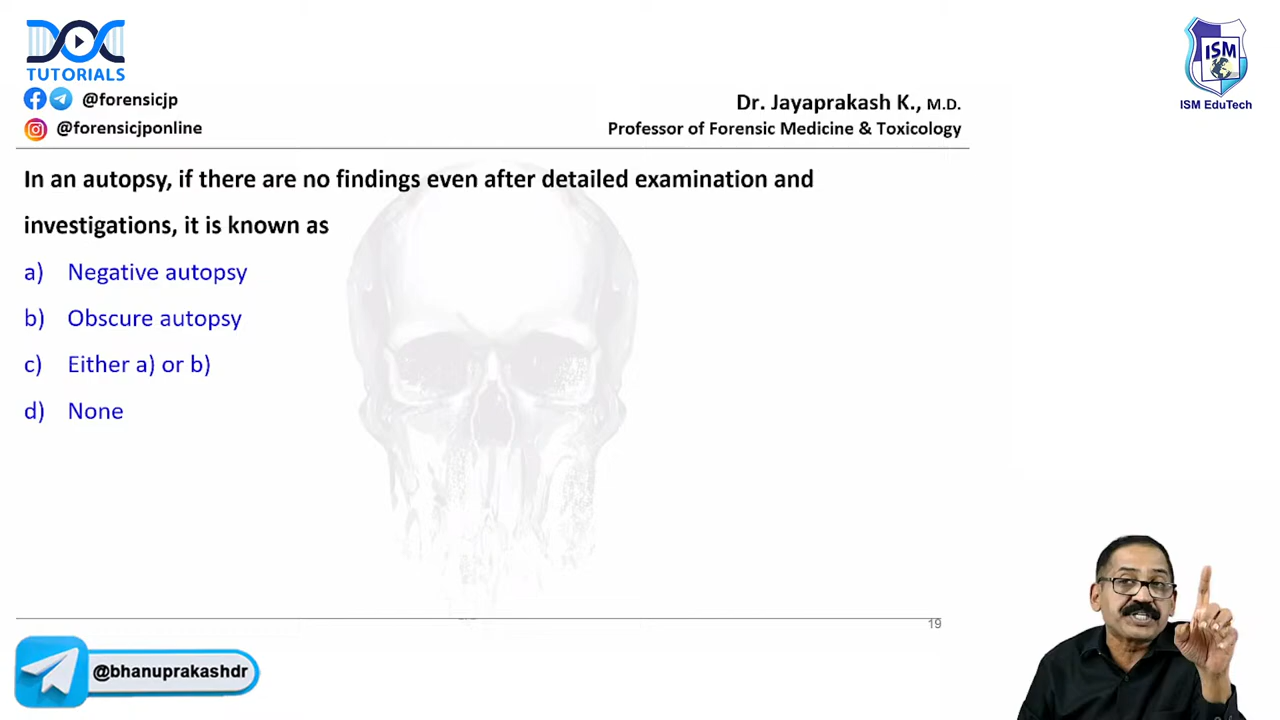 DOC
TUTORIALS
@forensicjp
@forensicjponline
Dr. Jayaprakash K., M.D.
Professor of Forensic Medicine & Toxicology
ISM
ISM EduTech
In an autopsy, if there are no findings even after detailed examination and
investigations, it is known as
a) Negative autopsy
b) Obscure autopsy
c) Either a) or b)
d) None
19
@bhanuprakashdr